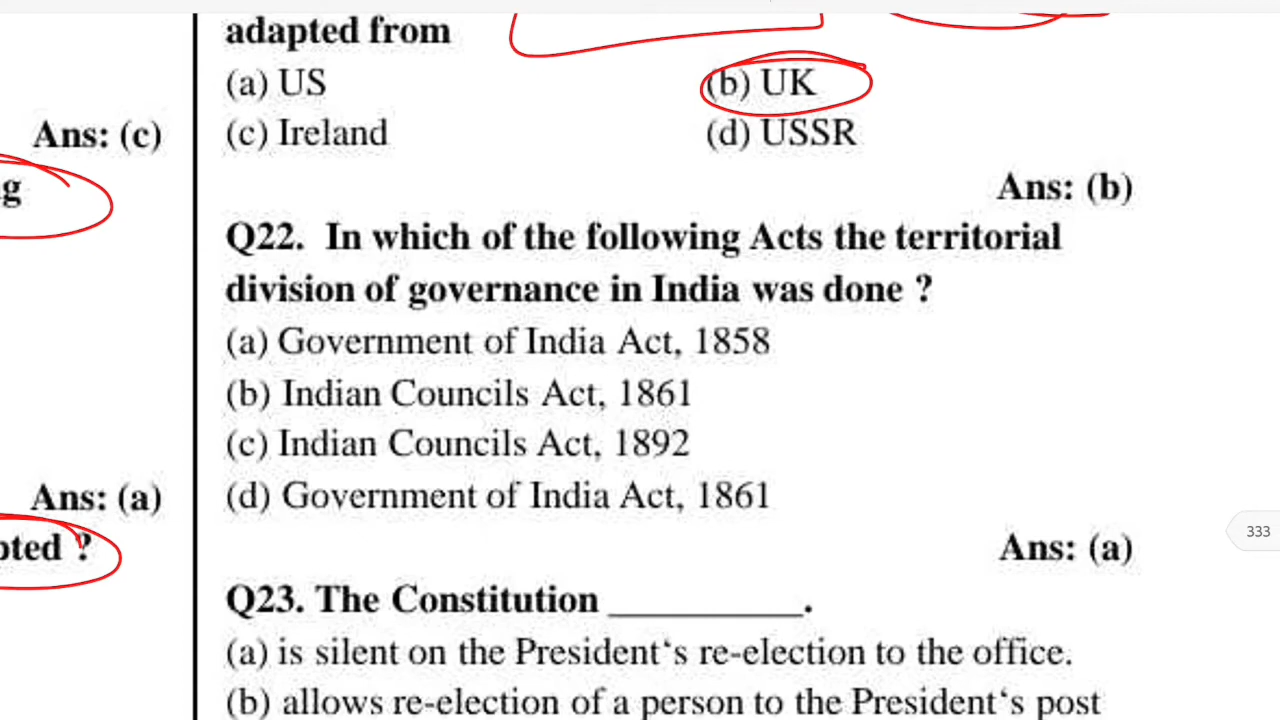 Ans: (c)
g
Ans: (a)
oted ?
adapted from
(a) US (b) UK
(c) Ireland (d) USSR
Ans: (b)
Q22. In which of the following Acts the territorial
division of governance in India was done ?
(a) Government of India Act, 1858
(b) Indian Councils Act, 1861
(c) Indian Councils Act, 1892
(d) Government of India Act, 1861
Ans: (a)
Q23. The Constitution __________.
(a) is silent on the President‘s re-election to the office.
(b) allows re-election of a person to the President‘s post
333